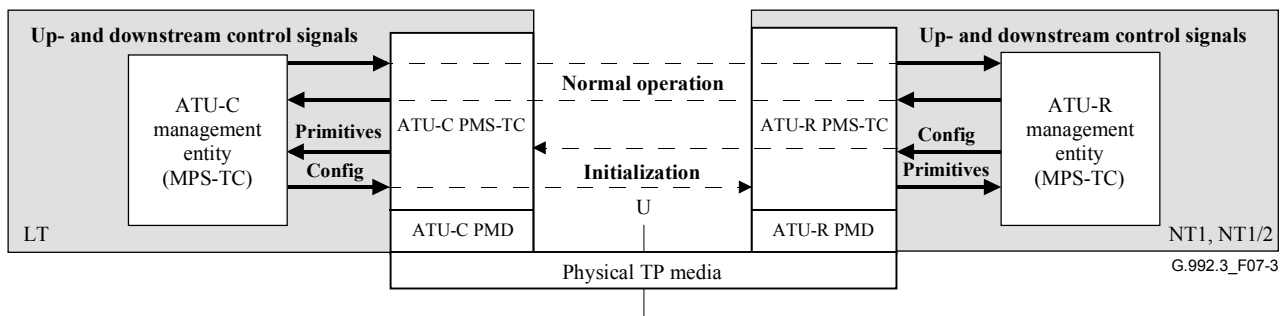 Up- and downstream control signals
Up- and downstream control signals
Normal operation
ATU-C
management
entity
(MPS-TC)
ATU-C PMS-TC
ATU-R PMS-TC
ATU-R
management
entity
(MPS-TC)
Primitives
Config
Config
Initialization
Primitives
U
LT
ATU-C PMD
ATU-R PMD
NT1, NT1/2
Physical TP media
G.992.3_F07-3